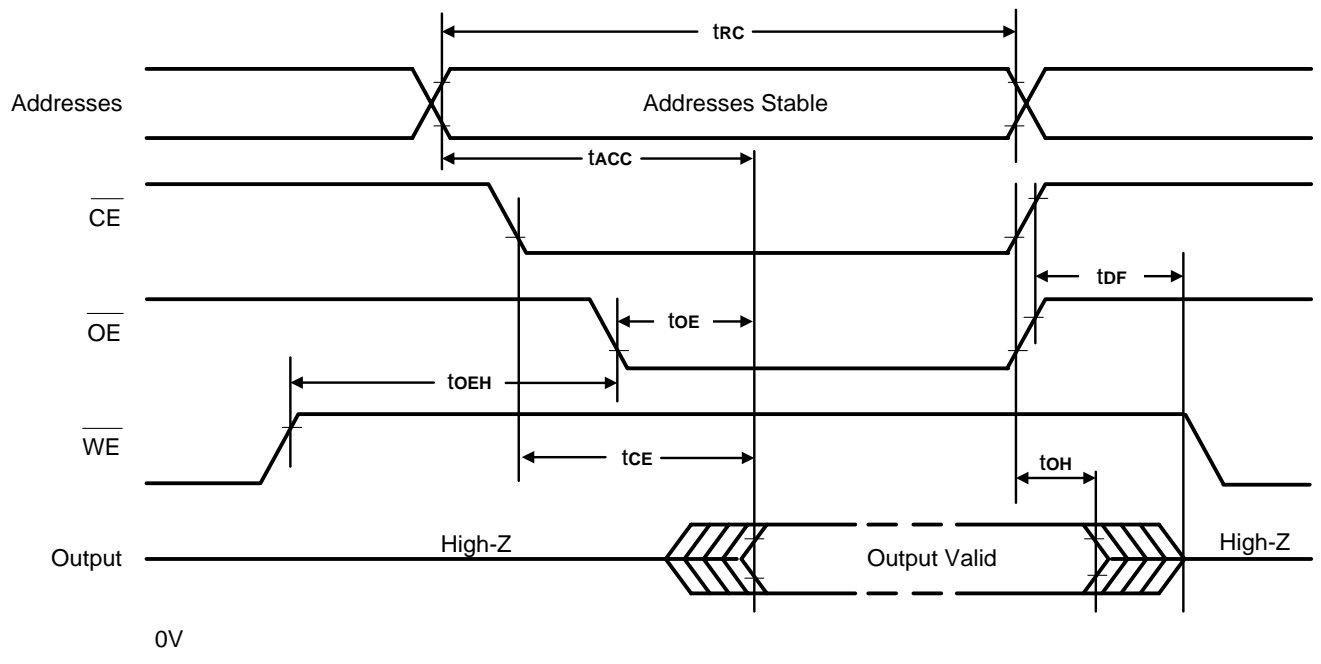 tRC
Addresses
Addresses Stable
tACC
CE
tDF
OE
tOE
tOEH
WE
tCE
tOH
Output
High-Z
Output Valid
High-Z
0V